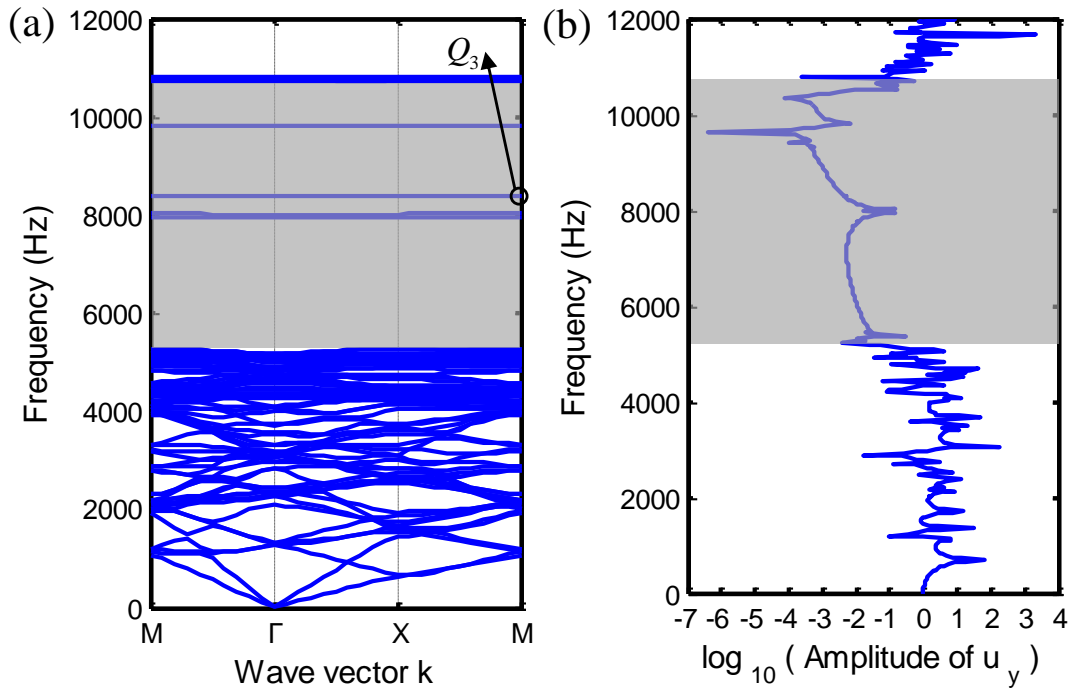 (a)
12000
10000
8000
6000
4000
2000
0
Frequency (Hz)
Q3
M Γ X M
Wave vector k
(b)
12000
10000
8000
6000
4000
2000
0
Frequency (Hz)
-7 -6 -5 -4 -3 -2 -1 0 1 2 3 4
log 10 ( Amplitude of u y )